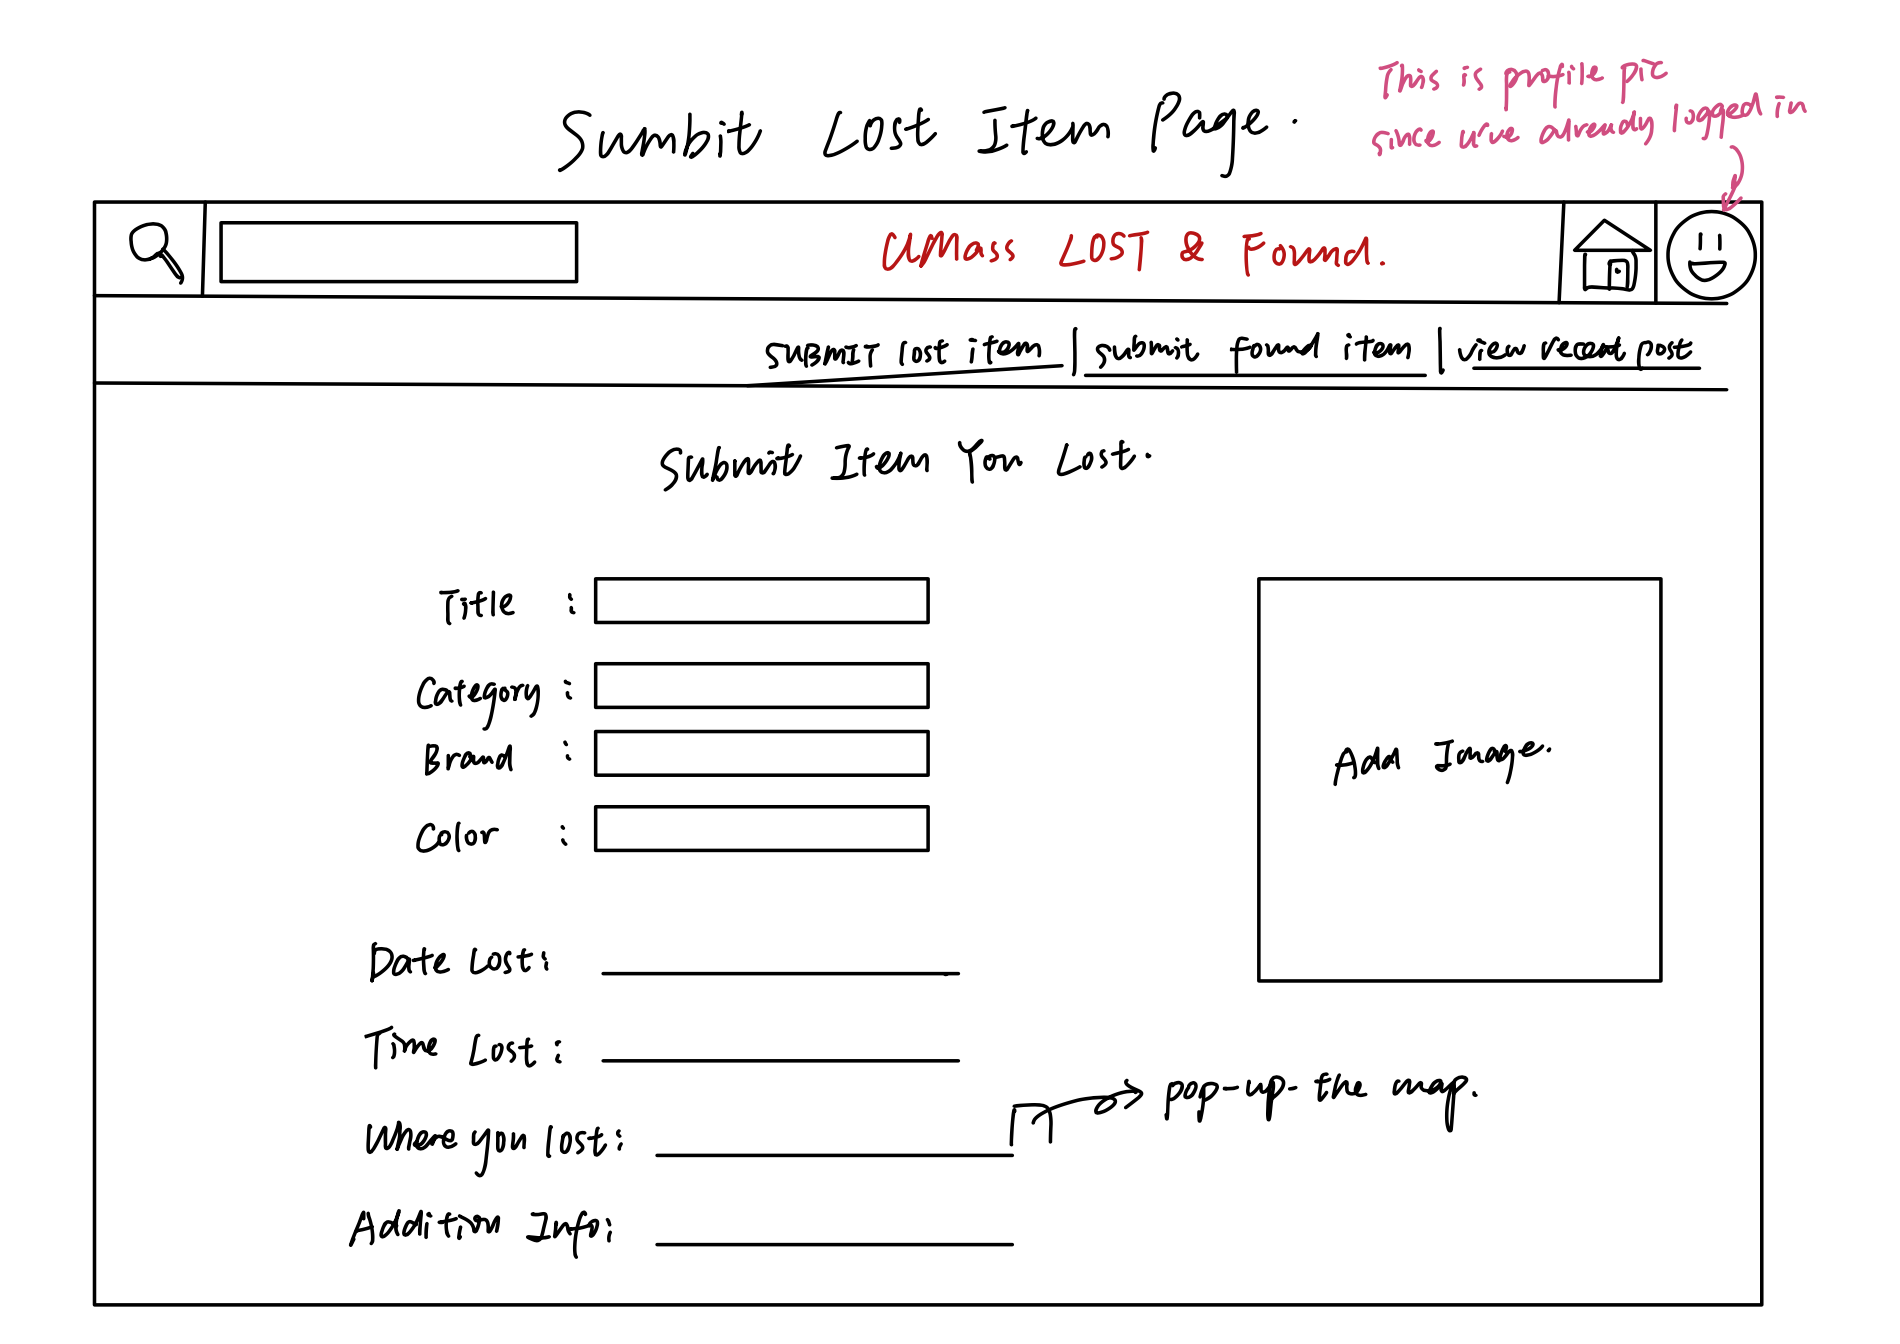 This is profile pic
since u've already logged in
Sumbit Lost Item Page.
UMass LOST & Found.
SUBMIT lost item | submit found item | view recent post
Submit Item You Lost.
Title :
Category :
Brand :
Color :
Add Image.
Date Lost:
Time Lost :
Where you lost:
pop-up- the map.
Addition Info: